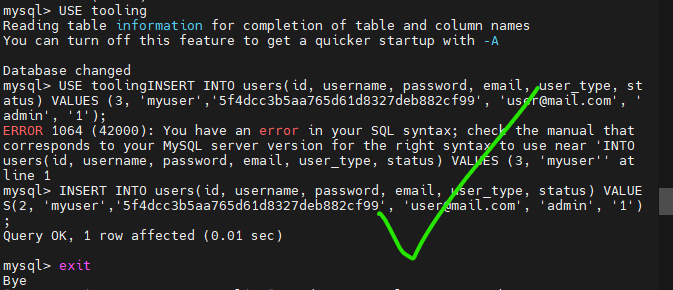 mysql> USE tooling
Reading table information for completion of table and column names
You can turn off this feature to get a quicker startup with -A
Database changed
mysql> USE toolingINSERT INTO users(id, username, password, email, user_type, st
atus) VALUES (3, 'myuser','5f4dcc3b5aa765d61d8327deb882cf99', 'user@mail.com', '
admin', '1');
ERROR 1064 (42000): You have an error in your SQL syntax; check the manual that
corresponds to your MySQL server version for the right syntax to use near 'INTO
users(id, username, password, email, user_type, status) VALUES (3, 'myuser'' at
line 1
mysql> INSERT INTO users(id, username, password, email, user_type, status) VALUE
S(2, 'myuser','5f4dcc3b5aa765d61d8327deb882cf99', 'user@mail.com', 'admin', '1')
;
Query OK, 1 row affected (0.01 sec)
mysql> exit
Bye